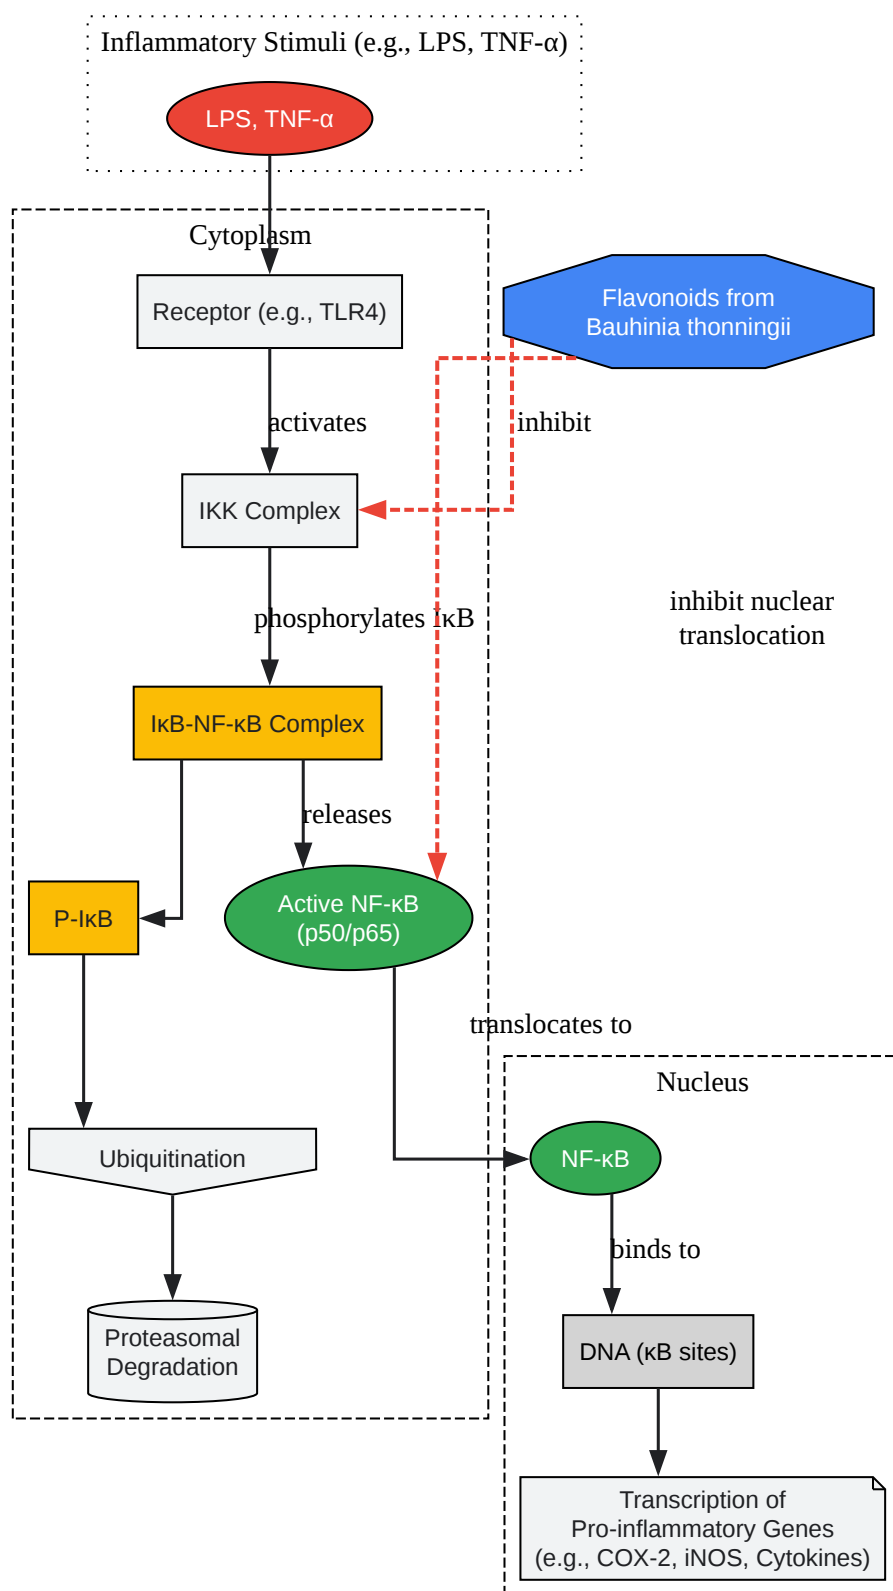 Inflammatory Stimuli (e.g., LPS, TNF-α)
LPS, TNF-α
Cytoplasm
Receptor (e.g., TLR4)
Flavonoids from
Bauhinia thonningii
activates
inhibit
IKK Complex
phosphorylates IκB
inhibit nuclear
translocation
IκB-NF-κB Complex
releases
P-IκB
Active NF-κB
(p50/p65)
translocates to
Nucleus
Ubiquitination
NF-κB
binds to
Proteasomal
Degradation
DNA (κB sites)
Transcription of
Pro-inflammatory Genes
(e.g., COX-2, iNOS, Cytokines)